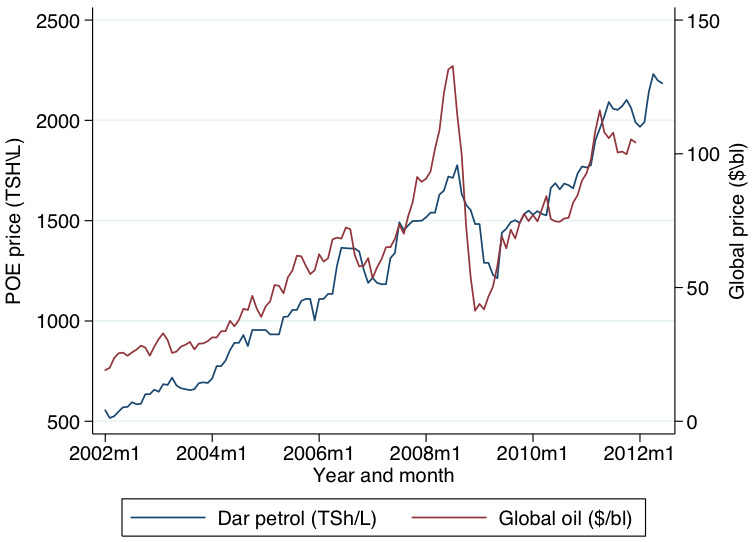 POE price (TSh\L)
2500
2000
1500
1000
500
150
100
50
0
Global price ($\bl)
2002m1 2004m1 2006m1 2008m1 2010m1 2012m1
Year and month
Dar petrol (TSh/L) Global oil ($/bl)